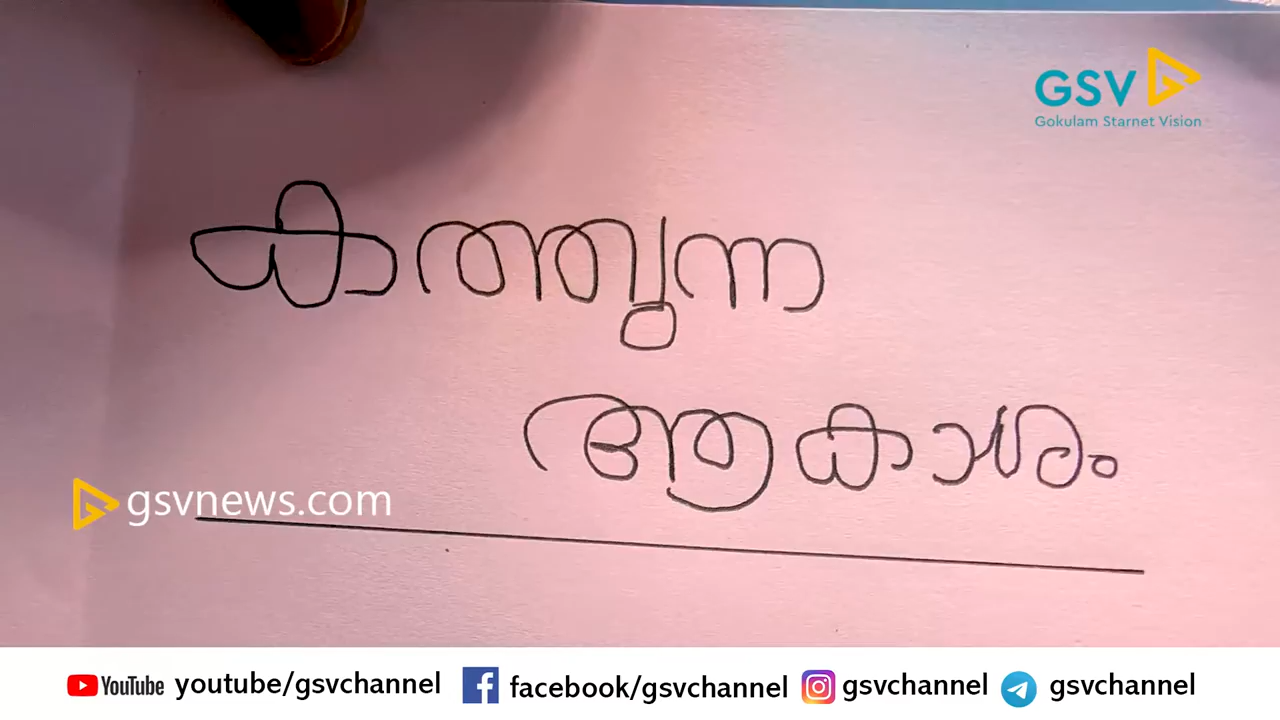 GSV
Gokulam Starnet Vision
കത്തുന്ന
ആകാശം
gsvnews.com
YouTube youtube/gsvchannel facebook/gsvchannel gsvchannel gsvchannel